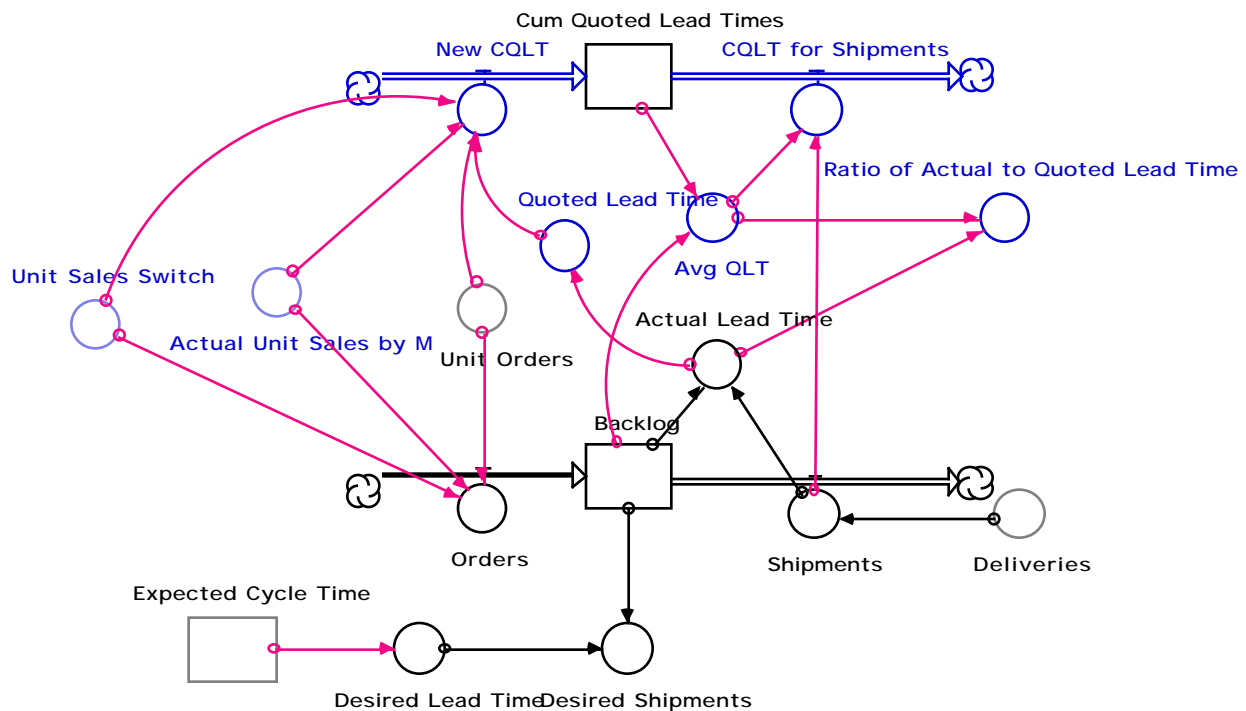 Cum Quoted Lead Times
New CQLT
CQLT for Shipments
Ratio of Actual to Quoted Lead Time
Quoted Lead Time
Avg QLT
Unit Sales Switch
Actual Lead Time
Actual Unit Sales by M
Unit Orders
Backlog
Orders
Shipments
Deliveries
Expected Cycle Time
Desired Lead Time
Desired Shipments